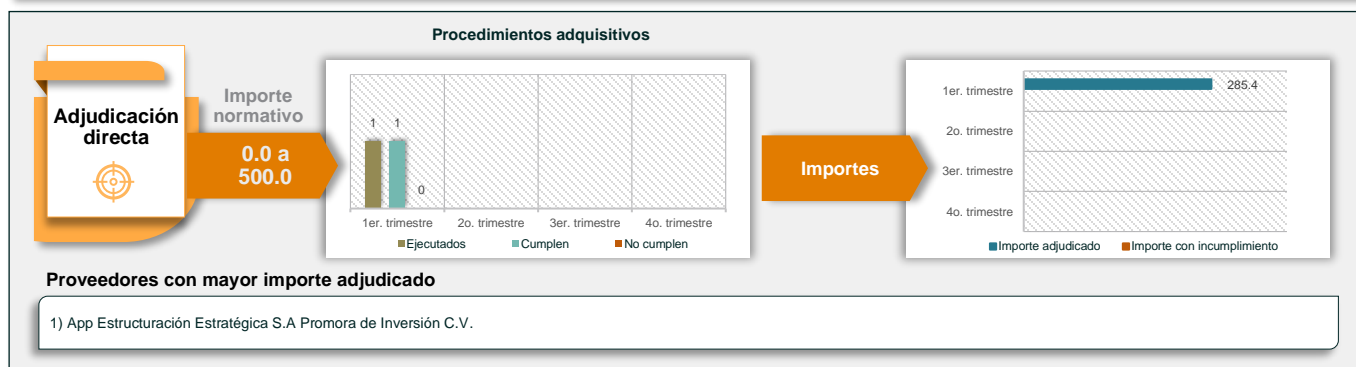 Procedimientos adquisitivos
Adjudicación
directa
Importe
normativo
0.0 a
500.0
1 1
0
1er. trimestre 2o. trimestre 3er. trimestre 4o. trimestre
Ejecutados Cumplen No cumplen
Importes
1er. trimestre 285.4
2o. trimestre
3er. trimestre
4o. trimestre
Importe adjudicado Importe con incumplimiento
Proveedores con mayor importe adjudicado
1) App Estructuración Estratégica S.A Promora de Inversión C.V.